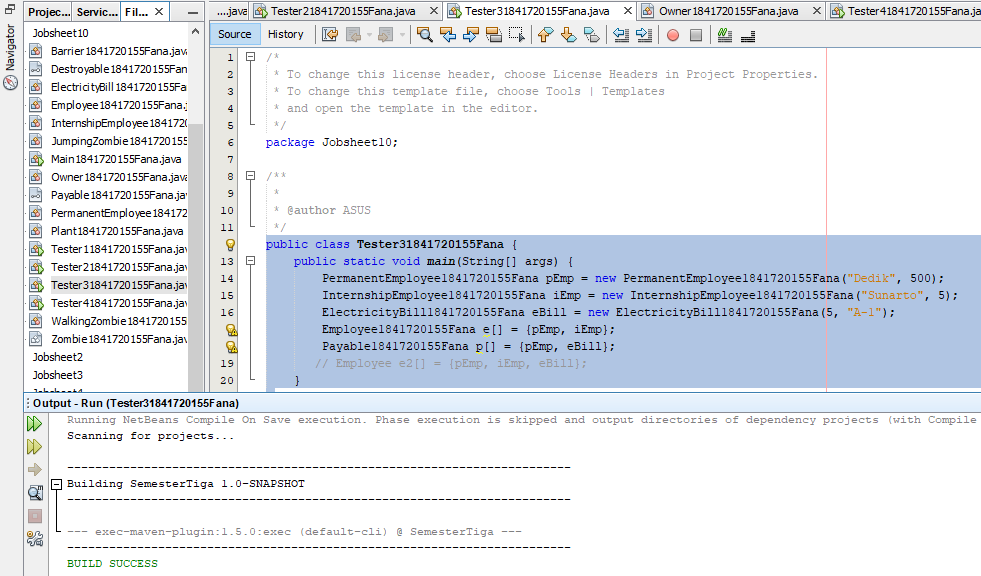 Projec...
Servic...
Fil...
...java
Tester21841720155Fana.java
Tester31841720155Fana.java
Owner1841720155Fana.java
Tester41841720155Fana.ja
Navigator
Source
History
Jobsheet10
Barrier1841720155Fana.java
Destroyable1841720155Fan
ElectricityBill1841720155Fa
Employee1841720155Fana.j
InternshipEmployee184172
JumpingZombie1841720155
Main1841720155Fana.java
Owner1841720155Fana.java
Payable1841720155Fana.jav
PermanentEmployee184172
Plant1841720155Fana.java
Tester11841720155Fana.jav
Tester21841720155Fana.jav
Tester31841720155Fana.jav
Tester41841720155Fana.jav
WalkingZombie1841720155
Zombie1841720155Fana.jav
Jobsheet2
Jobsheet3
1 /*
2 * To change this license header, choose License Headers in Project Properties.
3 * To change this template file, choose Tools | Templates
4 * and open the template in the editor.
5 */
6 package Jobsheet10;
7
8 /**
9 *
10 * @author ASUS
11 */
public class Tester31841720155Fana {
13 public static void main(String[] args) {
14 PermanentEmployee1841720155Fana pEmp = new PermanentEmployee1841720155Fana("Dedik", 500);
15 InternshipEmployee1841720155Fana iEmp = new InternshipEmployee1841720155Fana("Sunarto", 5);
16 ElectricityBill1841720155Fana eBill = new ElectricityBill1841720155Fana(5, "A-1");
Employee1841720155Fana e[] = {pEmp, iEmp};
Payable1841720155Fana p[] = {pEmp, eBill};
19 // Employee e2[] = {pEmp, iEmp, eBill};
20 }
Output - Run (Tester31841720155Fana)
Running NetBeans Compile On Save execution. Phase execution is skipped and output directories of dependency projects (with Compile
Scanning for projects...
------------------------------------------------------------------------
Building SemesterTiga 1.0-SNAPSHOT
------------------------------------------------------------------------
--- exec-maven-plugin:1.5.0:exec (default-cli) @ SemesterTiga ---
------------------------------------------------------------------------
BUILD SUCCESS